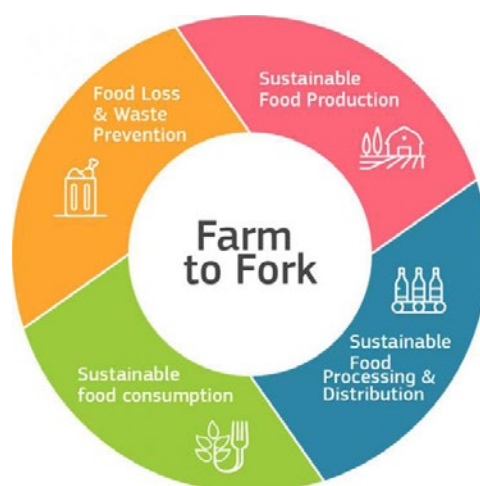 Farm
to Fork
Sustainable
Food Production
Sustainable
Food
Processing &
Distribution
Sustainable
food consumption
Food Loss
& Waste
Prevention